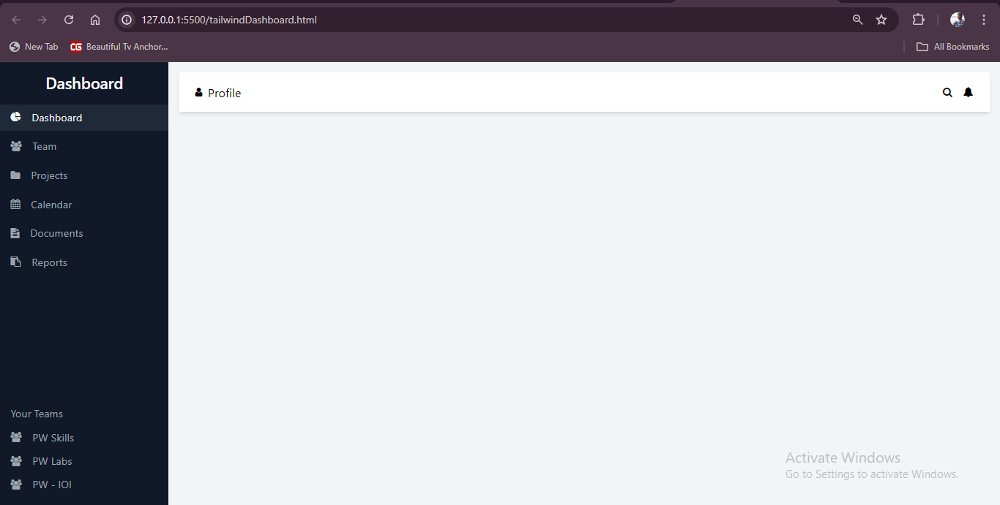 127.0.0.1:5500/tailwindDashboard.html
New Tab
CG Beautiful Tv Anchor...
All Bookmarks
Dashboard
Profile
Dashboard
Team
Projects
Calendar
Documents
Reports
Your Teams
PW Skills
PW Labs
PW - IOI
Activate Windows
Go to Settings to activate Windows.